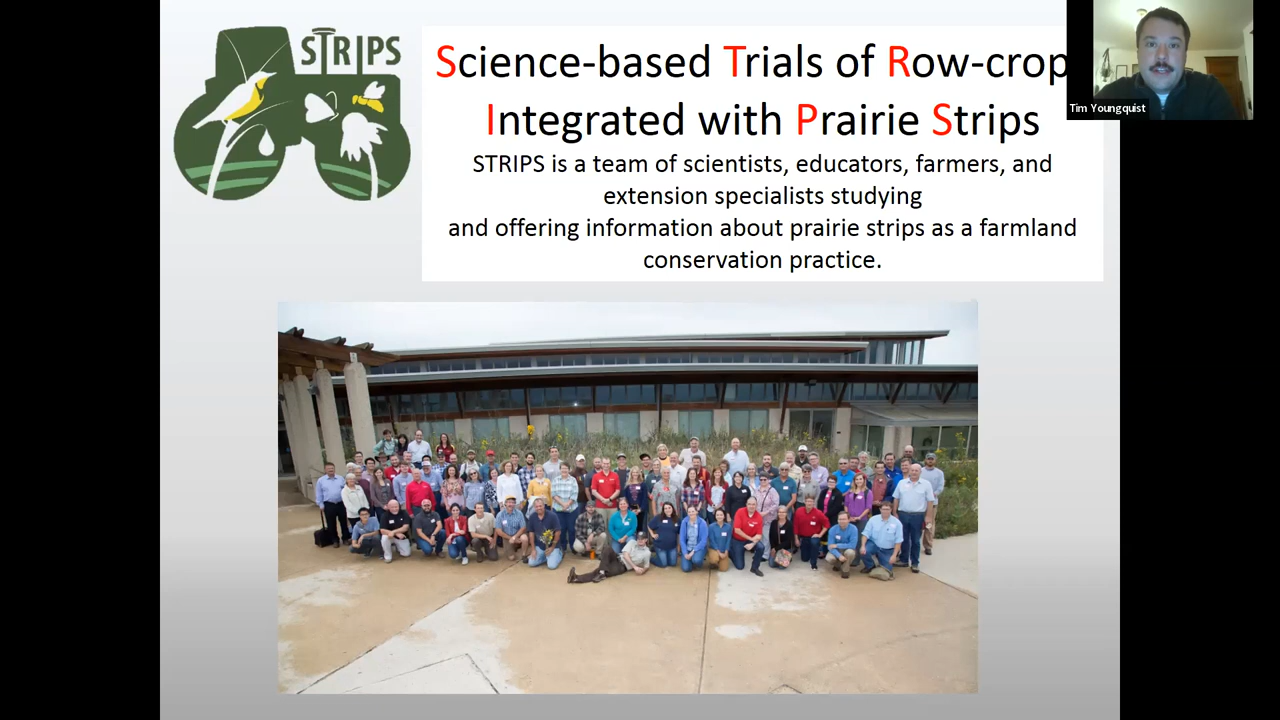 STRIPS
Science-based Trials of Row-crop
Integrated with Prairie Strips
STRIPS is a team of scientists, educators, farmers, and
extension specialists studying
and offering information about prairie strips as a farmland
conservation practice.
Tim Youngquist